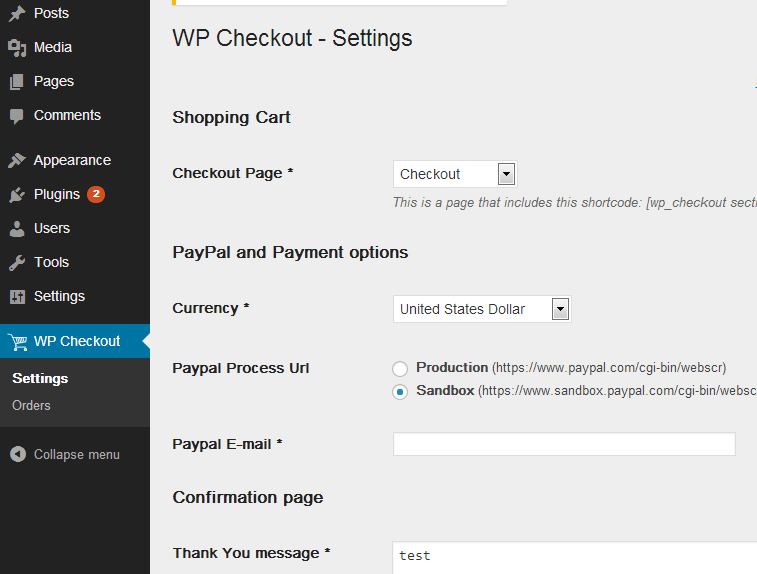 Posts
Media
Pages
Comments
Appearance
Plugins 2
Users
Tools
Settings
WP Checkout
Settings
Orders
Collapse menu
WP Checkout - Settings
Shopping Cart
Checkout Page * Checkout
This is a page that includes this shortcode: [wp_checkout secti
PayPal and Payment options
Currency * United States Dollar
Paypal Process Url Production (https://www.paypal.com/cgi-bin/webscr)
Sandbox (https://www.sandbox.paypal.com/cgi-bin/websc
Paypal E-mail *
Confirmation page
Thank You message * test